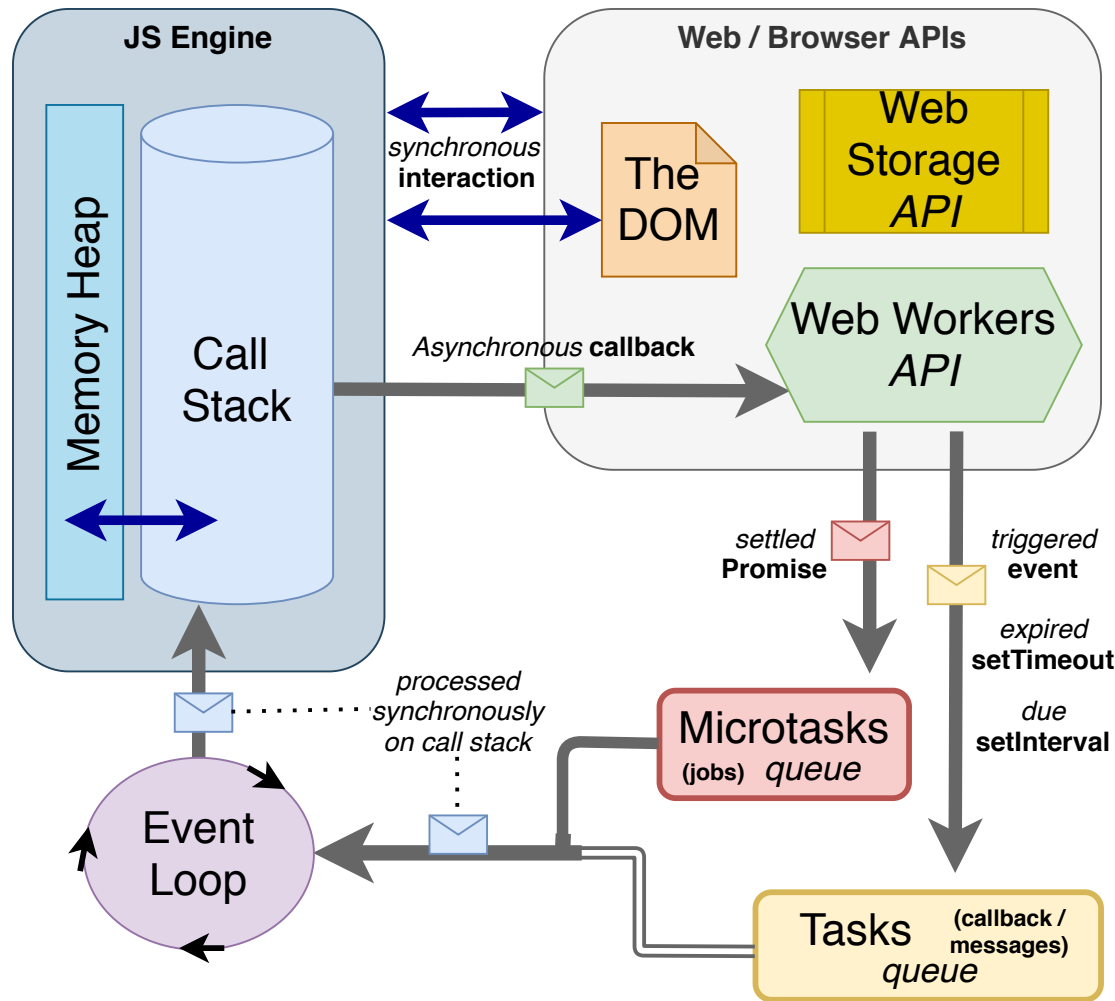 JS Engine
Memory Heap
Call
Stack
synchronous
interaction
Web / Browser APIs
The
DOM
Web
Storage
API
Asynchronous callback
Web Workers
API
settled
Promise
triggered
event
expired
setTimeout
due
setInterval
Microtasks
(jobs) queue
Tasks (callback /
messages)
queue
processed
synchronously
on call stack
Event
Loop